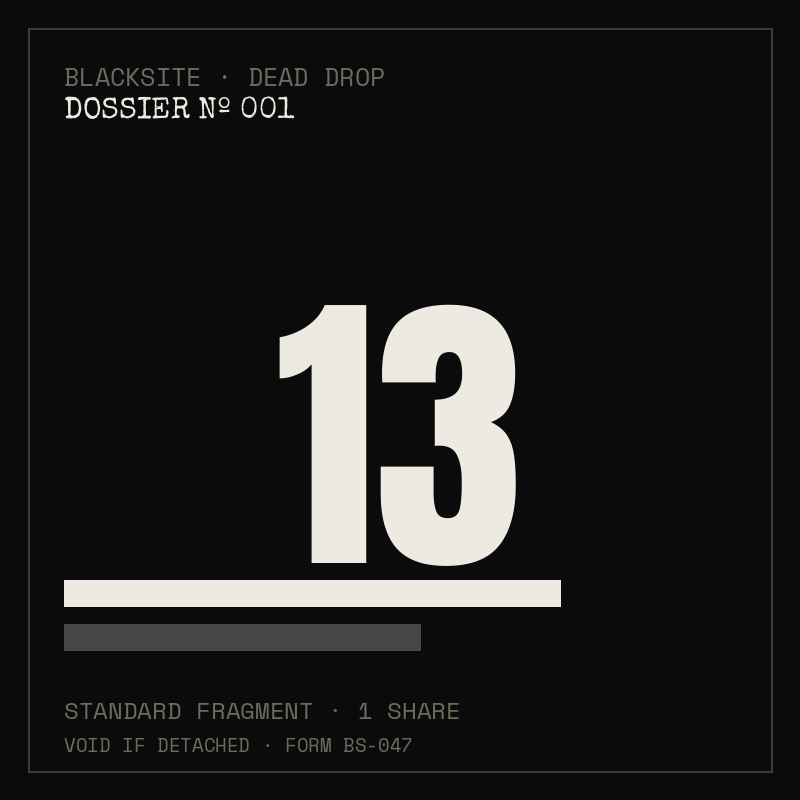 BLACKSITE · DEAD DROP
DOSSIER Nº 001
13
STANDARD FRAGMENT · 1 SHARE
VOID IF DETACHED · FORM BS-047